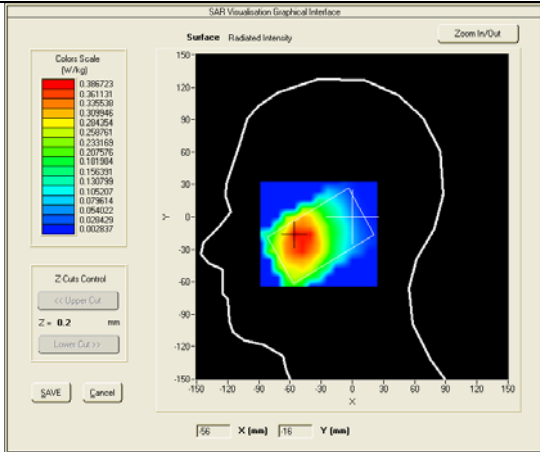 SAR Visualisation Graphical Interface
Surface Radiated Intensity
Zoom In/Out
Colors Scale
(W/kg)
0.386723
0.361131
0.335538
0.309946
0.284354
0.258761
0.233169
0.207576
0.181984
0.156391
0.130799
0.105207
0.079614
0.054022
0.028429
0.002837
Z Cuts Control
<< Upper Cut
Z = 0.2 mm
Lower Cut >>
SAVE Cancel
150-
120-
90-
60-
30-
0-
-30-
-60-
-90-
-120-
-150-
Y
-150 -120 -90 -60 -30 0 30 60 90 120 150
X
-56 X (mm) -16 Y (mm)